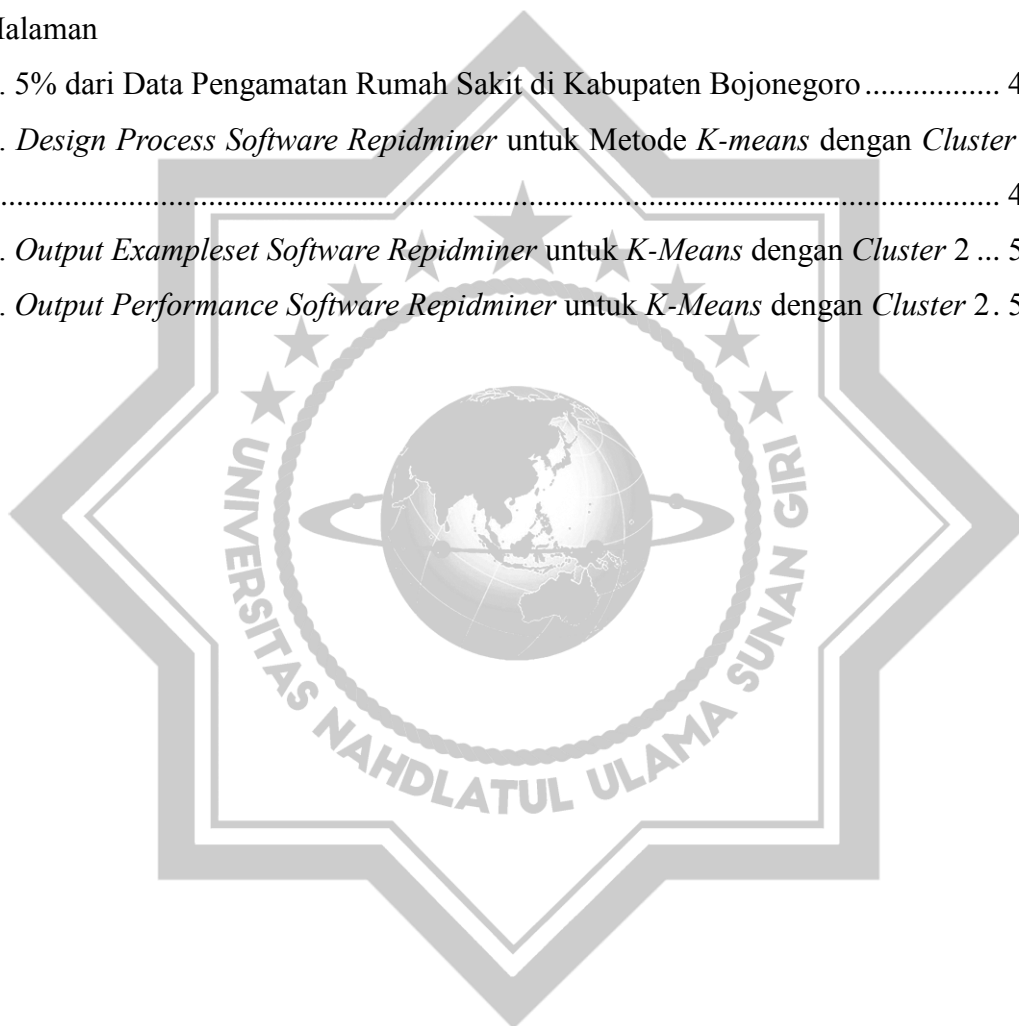 Halaman
. 5% dari Data Pengamatan Rumah Sakit di Kabupaten Bojonegoro................. 4
. Design Process Software Repidminer untuk Metode K-means dengan Cluster
............................................................................................................................. 4
. Output Exampleset Software Repidminer untuk K-Means dengan Cluster 2 ... 5
. Output Performance Software Repidminer untuk K-Means dengan Cluster 2. 5
UNIVERSITAS NAHDLATUL ULAMA SUNAN GIRI